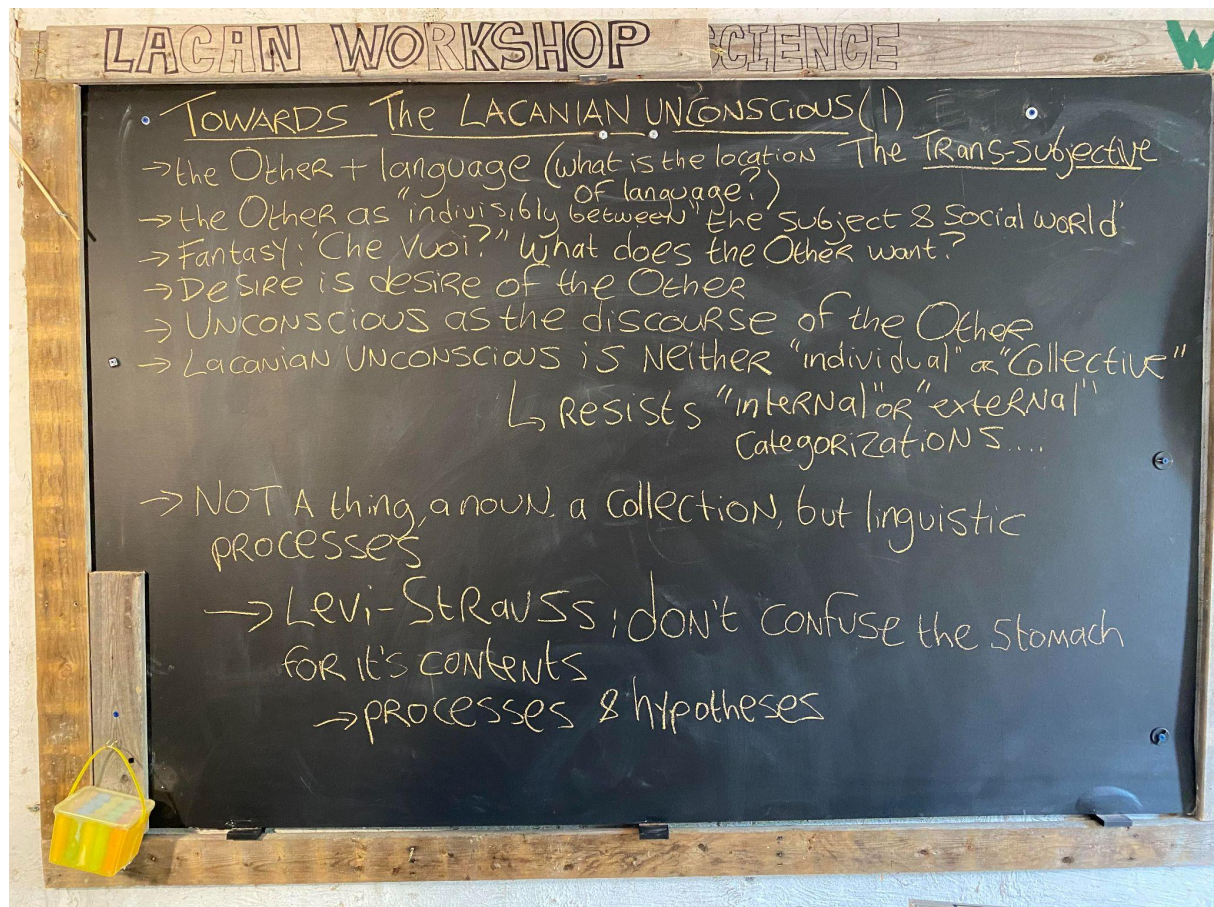 LACAN WORKSHOP SCIENCE W
TOWARDS The LACANIAN UNCONSCIOUS (1)
The TRANS-Subjective
→ the Other + language (what is the location
of language?)
→ the Other as "indivisibly between" the subject & Social world'
→ Fantasy: 'Che Vuoi?" What does the Other want?
→ Desire is desire of the Other
→ UNCONSCIOUS as the discourse of the Other
→ Lacanian UNCONSCIOUS is Neither "individual" or "Collective"
↳ Resists "internal" or "external"
categorizations....
→ NOT A thing, a noun, a collection, but linguistic
processes
→ Levi-Strauss; don't confuse the stomach
for it's contents
→ processes & hypotheses